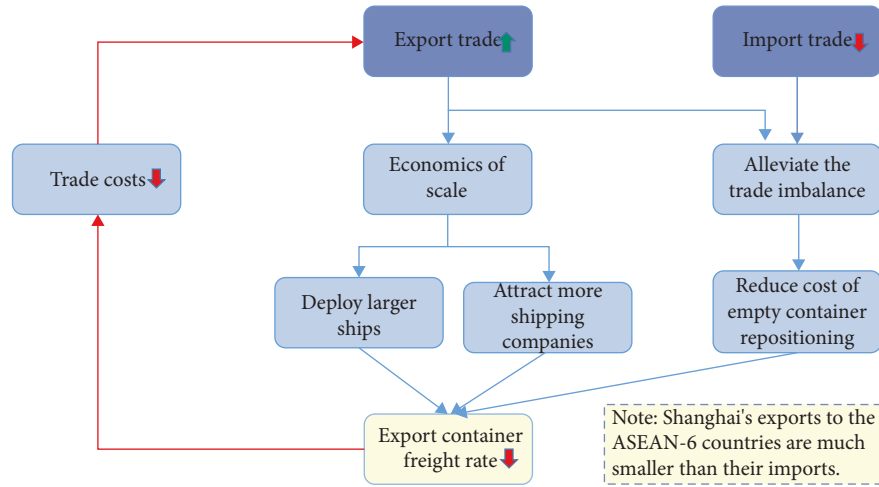 Export trade
Import trade
Trade costs
Economics of
scale
Alleviate the
trade imbalance
Deploy larger
ships
Attract more
shipping
companies
Reduce cost of
empty container
repositioning
Export container
freight rate
Note: Shanghai's exports to the
ASEAN-6 countries are much
smaller than their imports.